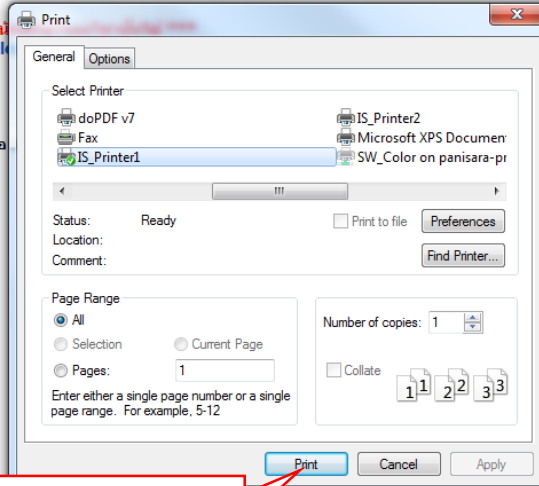 Print
General
Options
Select Printer
doPDF v7
IS_Printer2
Fax
Microsoft XPS Documen
IS_Printer1
SW_Color on panisara-pr
Status:
Ready
Print to file
Preferences
Location:
Comment:
Find Printer...
Page Range
All
Number of copies:
1
Selection
Current Page
Pages:
1
Collate
Enter either a single page number or a single
page range. For example, 5-12
1 1 2 2 3 3
Print
Cancel
Apply